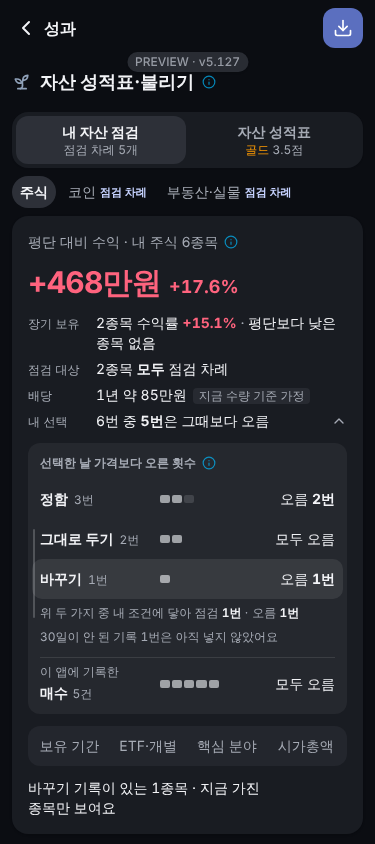 성과
PREVIEW · v5.127
자산 성적표·불리기
내 자산 점검
점검 차례 5개
자산 성적표
골드 3.5점
주식
코인 점검 차례
부동산·실물 점검 차례
평단 대비 수익 · 내 주식 6종목
+468만원 +17.6%
장기 보유
2종목 수익률 +15.1% · 평단보다 낮은
종목 없음
점검 대상
2종목 모두 점검 차례
배당
1년 약 85만원 지금 수량 기준 가정
내 선택
6번 중 5번은 그때보다 오름
선택한 날 가격보다 오른 횟수
정함 3번
오름 2번
그대로 두기 2번
모두 오름
바꾸기 1번
오름 1번
위 두 가지 중 내 조건에 닿아 점검 1번 · 오름 1번
30일이 안 된 기록 1번은 아직 넣지 않았어요
이 앱에 기록한
매수 5건
모두 오름
보유 기간
ETF·개별
핵심 분야
시가총액
바꾸기 기록이 있는 1종목 · 지금 가진
종목만 보여요